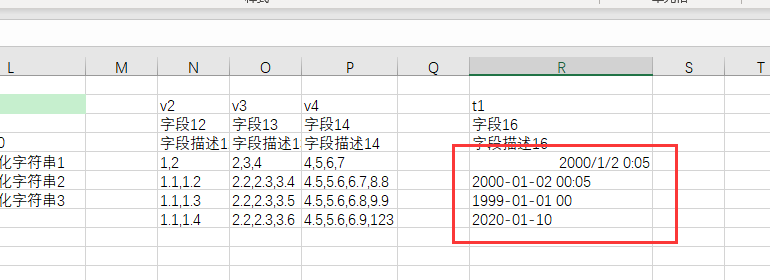 样式
L M N O P Q R S T
v2 v3 v4 t1
字段12 字段13 字段14 字段16
0 字段描述1 字段描述1 字段描述14 字段描述16
化字符串1 1,2 2,3,4 4,5,6,7 2000/1/2 0:05
化字符串2 1.1,1.2 2.2,2.3,3.4 4.5,5.6,6.7,8.8 2000-01-02 00:05
化字符串3 1.1,1.3 2.2,2.3,3.5 4.5,5.6,6.8,9.9 1999-01-01 00
1.1,1.4 2.2,2.3,3.6 4.5,5.6,6.9,123 2020-01-10